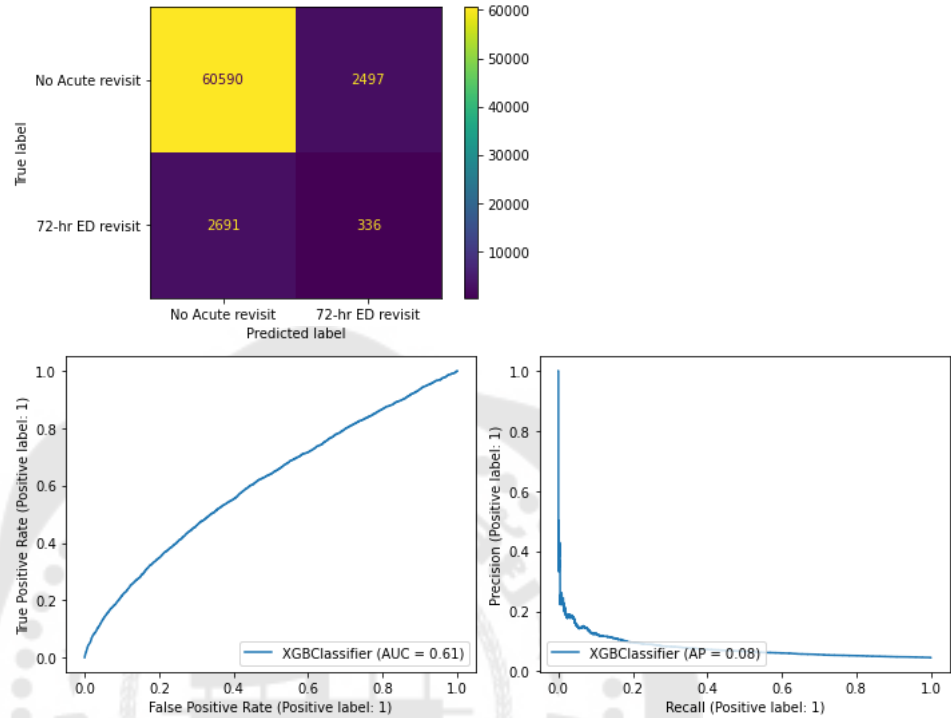 60000
No Acute revisit
60590
2497
50000
40000
True label
30000
72-hr ED revisit
2691
336
20000
10000
No Acute revisit
72-hr ED revisit
Predicted label
1.0
0.8
0.6
0.4
0.2
0.0
True Positive Rate (Positive label: 1)
XGBClassifier (AUC = 0.61)
0.0
0.2
0.4
0.6
0.8
1.0
False Positive Rate (Positive label: 1)
1.0
0.8
0.6
0.4
0.2
0.0
Precision (Positive label: 1)
XGBClassifier (AP = 0.08)
0.0
0.2
0.4
0.6
0.8
1.0
Recall (Positive label: 1)